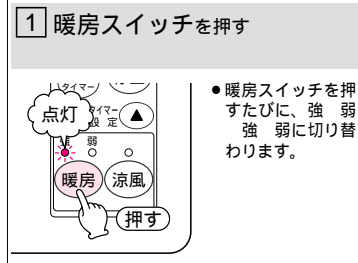 1 暖房スイッチを押す
タイマー
点灯
タイマー
設定 ▲
強 弱
暖房 涼風
押す
●暖房スイッチを押
すたびに、強 弱
強 弱に切り替
わります。